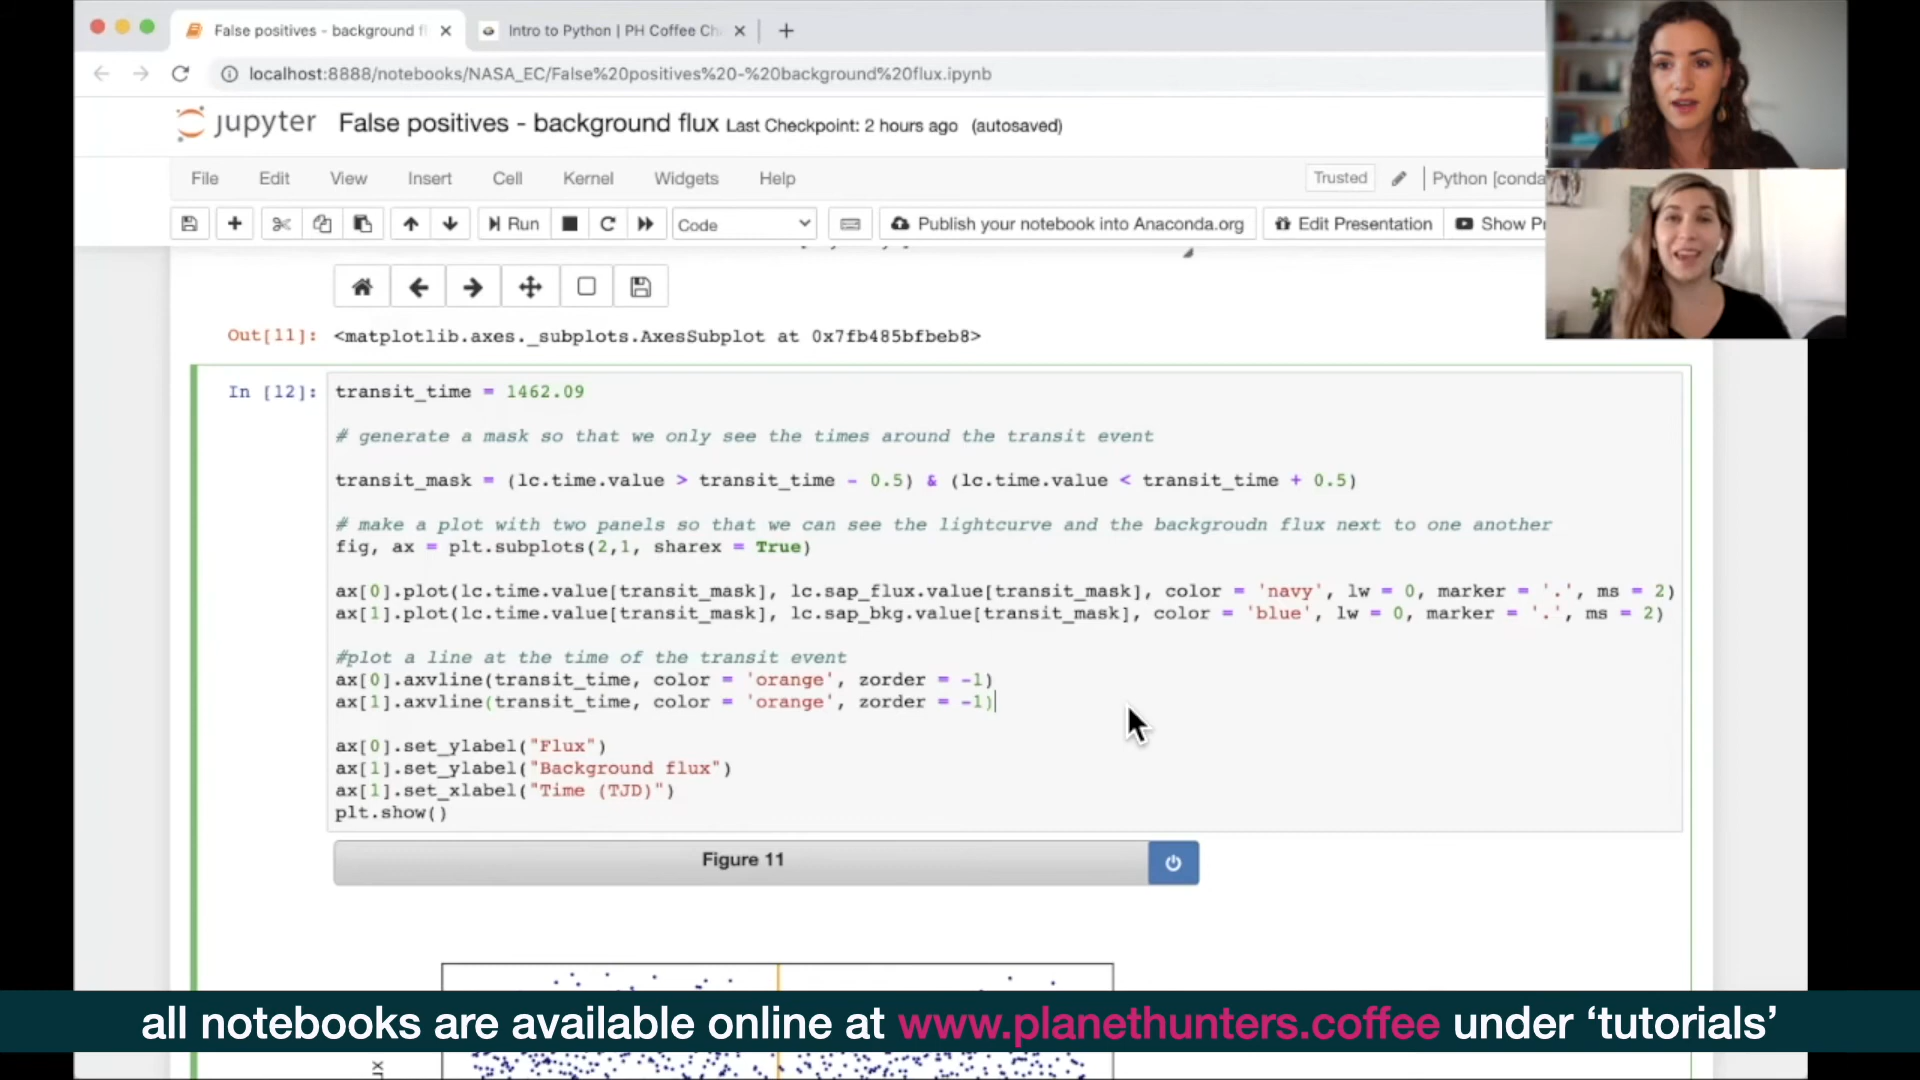 False positives - background f
Intro to Python | PH Coffee Ch
localhost:8888/notebooks/NASA_EC/False%20positives%20-%20background%20flux.ipynb
jupyter False positives - background flux Last Checkpoint: 2 hours ago (autosaved)
File Edit View Insert Cell Kernel Widgets Help Trusted Python [conda
Run Code Publish your notebook into Anaconda.org Edit Presentation Show Pr
Out[11]: <matplotlib.axes._subplots.AxesSubplot at 0x7fb485bfbeb8>
In [12]: transit_time = 1462.09
# generate a mask so that we only see the times around the transit event
transit_mask = (lc.time.value > transit_time - 0.5) & (lc.time.value < transit_time + 0.5)
# make a plot with two panels so that we can see the lightcurve and the backgroudn flux next to one another
fig, ax = plt.subplots(2,1, sharex = True)
ax[0].plot(lc.time.value[transit_mask], lc.sap_flux.value[transit_mask], color = 'navy', lw = 0, marker = '.', ms = 2)
ax[1].plot(lc.time.value[transit_mask], lc.sap_bkg.value[transit_mask], color = 'blue', lw = 0, marker = '.', ms = 2)
#plot a line at the time of the transit event
ax[0].axvline(transit_time, color = 'orange', zorder = -1)
ax[1].axvline(transit_time, color = 'orange', zorder = -1)
ax[0].set_ylabel("Flux")
ax[1].set_ylabel("Background flux")
ax[1].set_xlabel("Time (TJD)")
plt.show()
Figure 11
all notebooks are available online at www.planethunters.coffee under ‘tutorials’